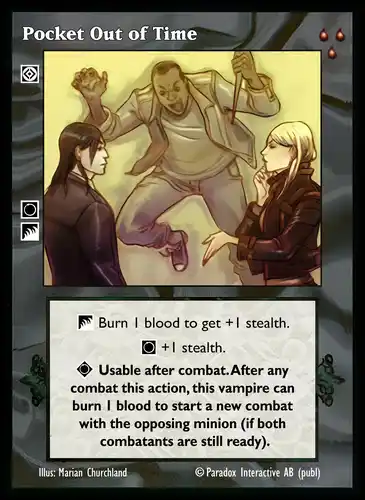 Pocket Out of Time
Burn 1 blood to get +1 stealth.
+1 stealth.
Usable after combat. After any
combat this action, this vampire can
burn 1 blood to start a new combat
with the opposing minion (if both
combatants are still ready).
Illus: Marian Churchland © Paradox Interactive AB (publ)